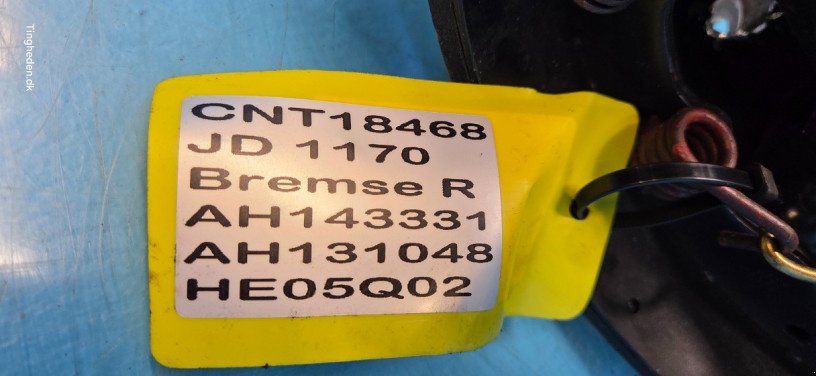 Tingheden.dk
CNT18468
JD 1170
Bremse R
AH143331
AH131048
HE05Q02